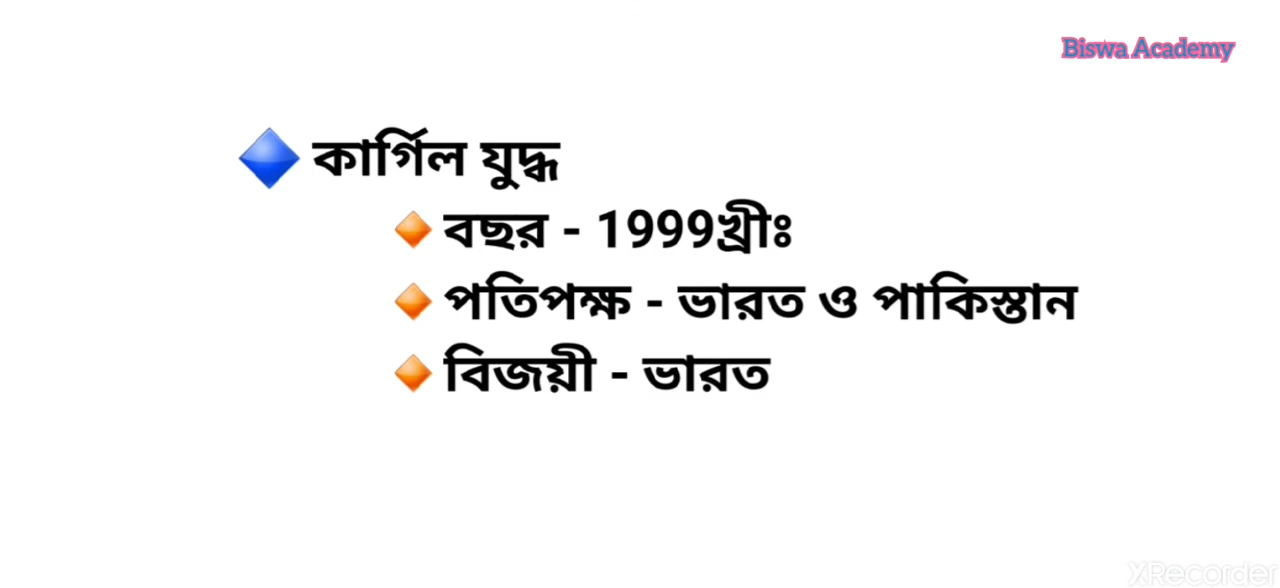 Biswa Academy
কার্গিল যুদ্ধ
বছর - 1999খ্রীঃ
পতিপক্ষ - ভারত ও পাকিস্তান
বিজয়ী - ভারত
XRecorder